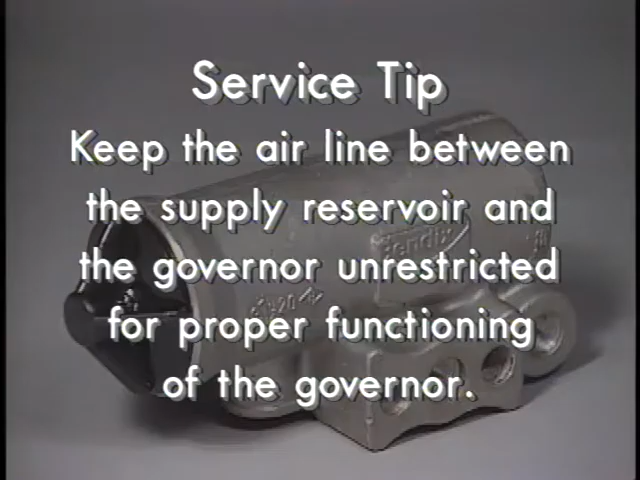 Service Tip
Keep the air line between
the supply reservoir and
the governor unrestricted
for proper functioning
of the governor.
Bendix